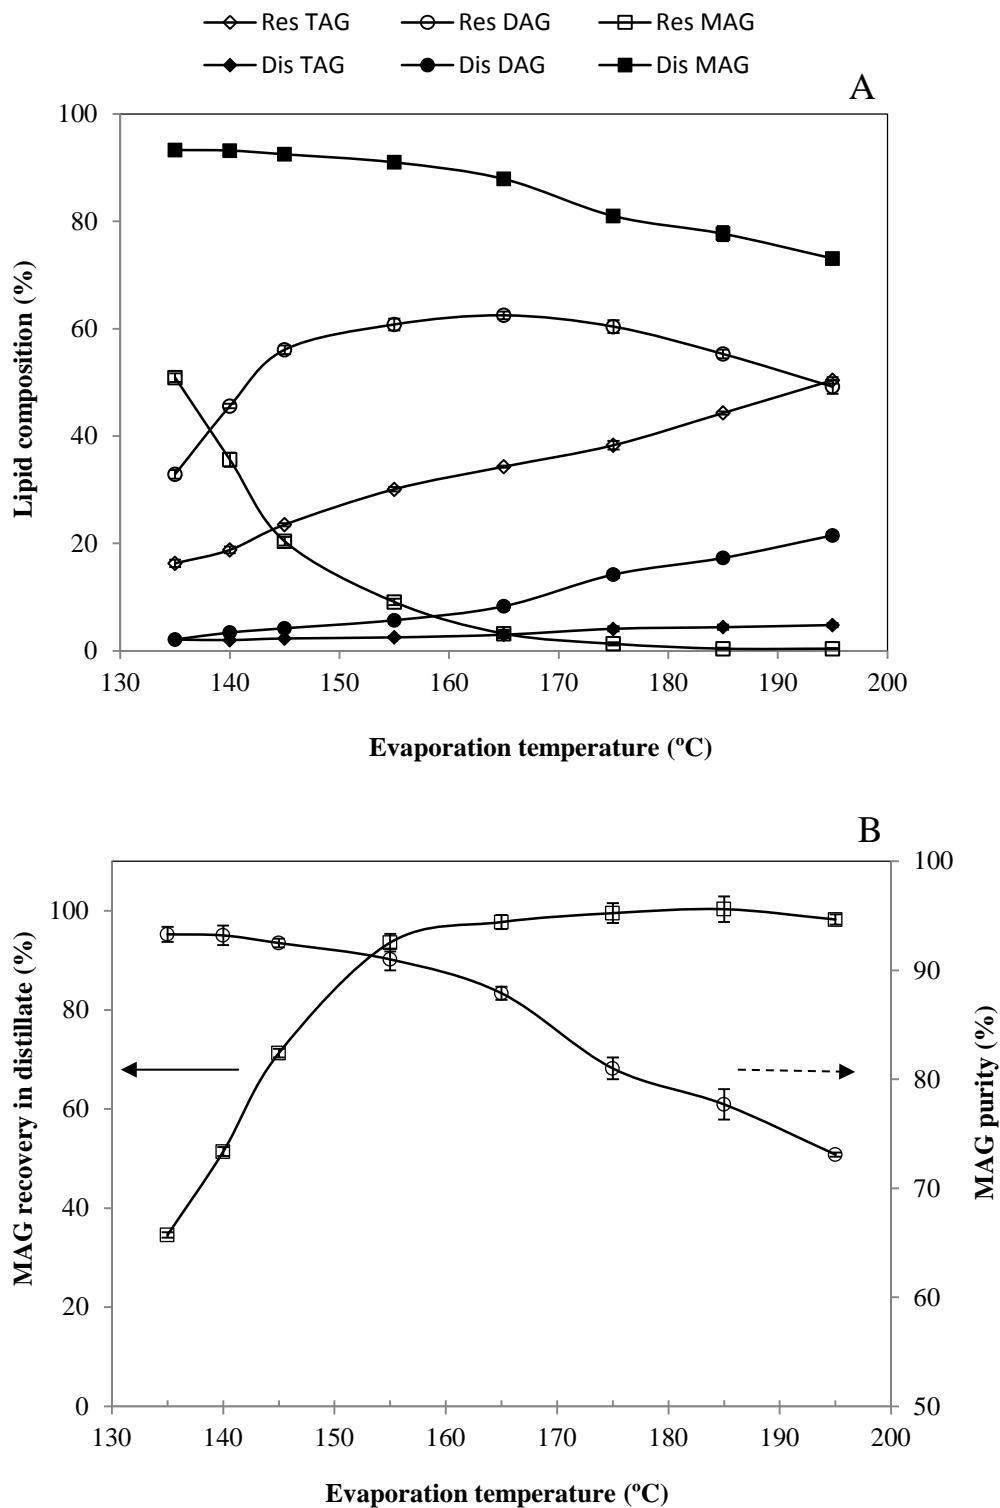 Res TAG Res DAG Res MAG
Dis TAG Dis DAG Dis MAG
A
100
80
60
40
20
0
Lipid composition (%)
130 140 150 160 170 180 190 200
Evaporation temperature (ºC)
B
100
80
60
40
20
0
MAG recovery in distillate (%)
100
90
80
70
60
50
MAG purity (%)
130 140 150 160 170 180 190 200
Evaporation temperature (ºC)